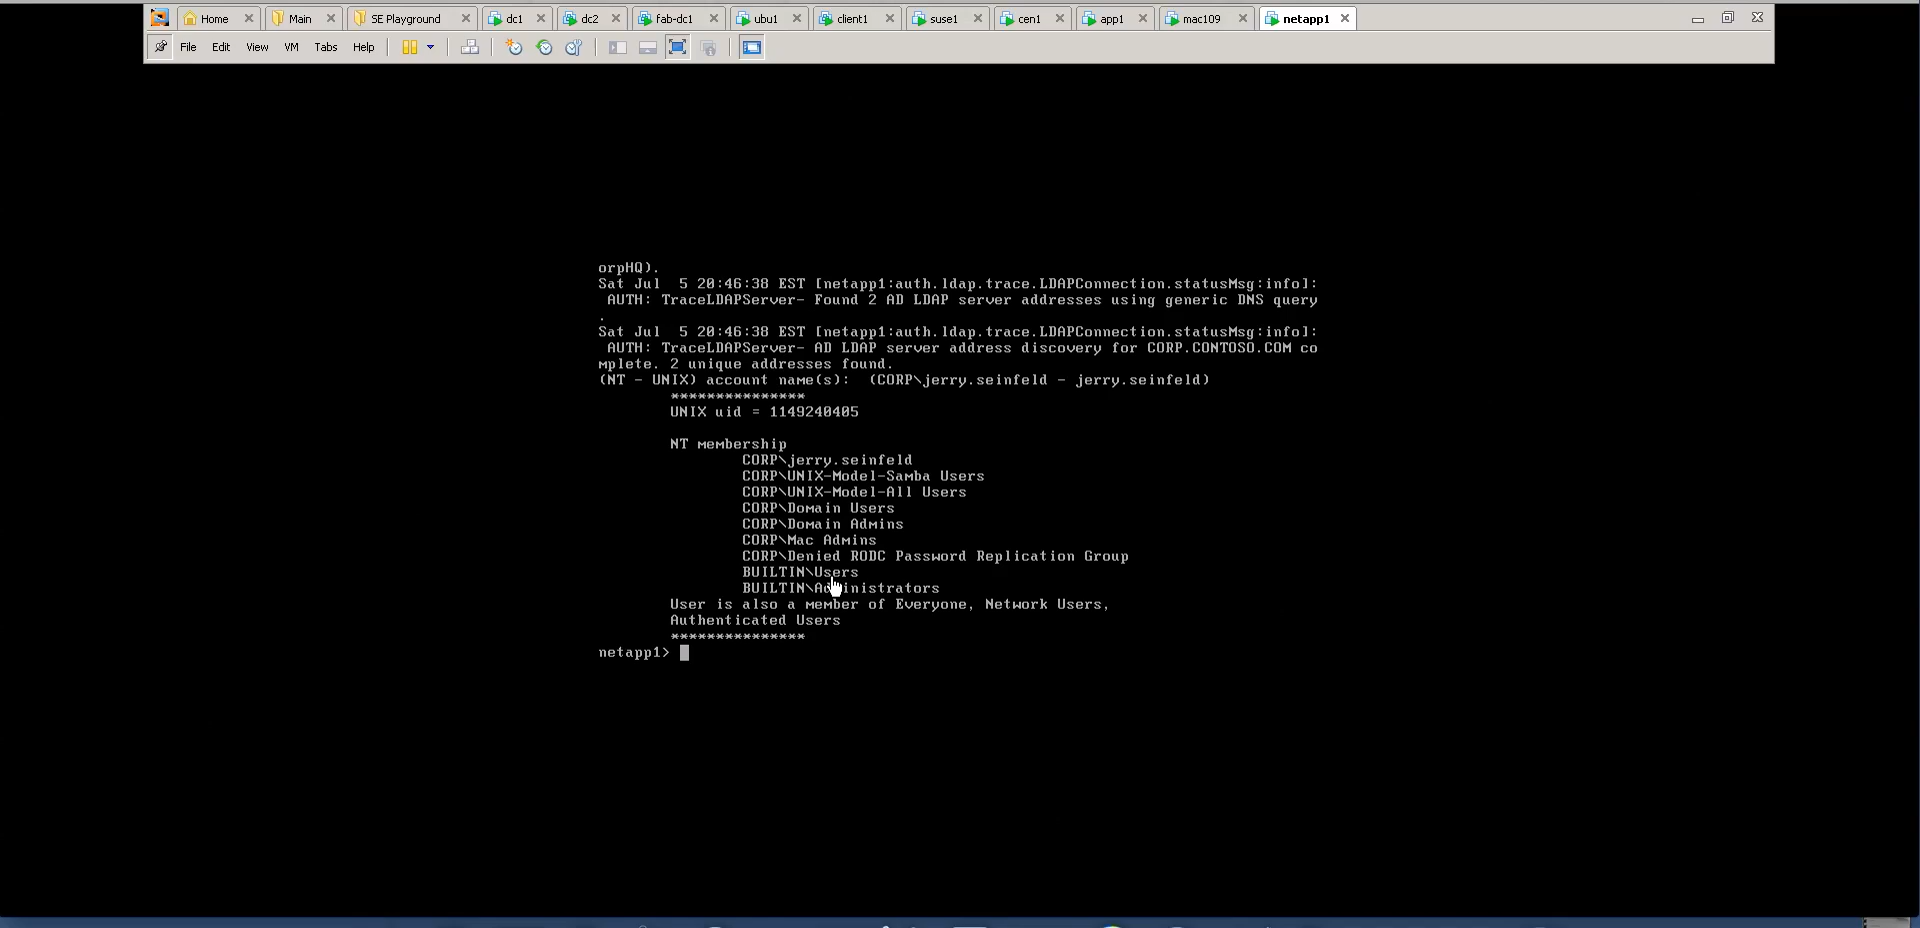 Home Main SE Playground dc1 dc2 fab-dc1 ubu1 client1 suse1 cen1 app1 mac109 netapp1
File Edit View VM Tabs Help
orpHQ).
Sat Jul  5 20:46:38 EST [netapp1:auth.ldap.trace.LDAPConnection.statusMsg:info]:
AUTH: TraceLDAPServer- Found 2 AD LDAP server addresses using generic DNS query
.
Sat Jul  5 20:46:38 EST [netapp1:auth.ldap.trace.LDAPConnection.statusMsg:info]:
AUTH: TraceLDAPServer- AD LDAP server address discovery for CORP.CONTOSO.COM co
mplete. 2 unique addresses found.
(NT - UNIX) account name(s):  (CORP\jerry.seinfeld - jerry.seinfeld)
***************
UNIX uid = 1149240405
NT membership
CORP\jerry.seinfeld
CORP\UNIX-Model-Samba Users
CORP\UNIX-Model-All Users
CORP\Domain Users
CORP\Domain Admins
CORP\Mac Admins
CORP\Denied RODC Password Replication Group
BUILTIN\Users
BUILTIN\Administrators
User is also a member of Everyone, Network Users,
Authenticated Users
***************
netapp1>